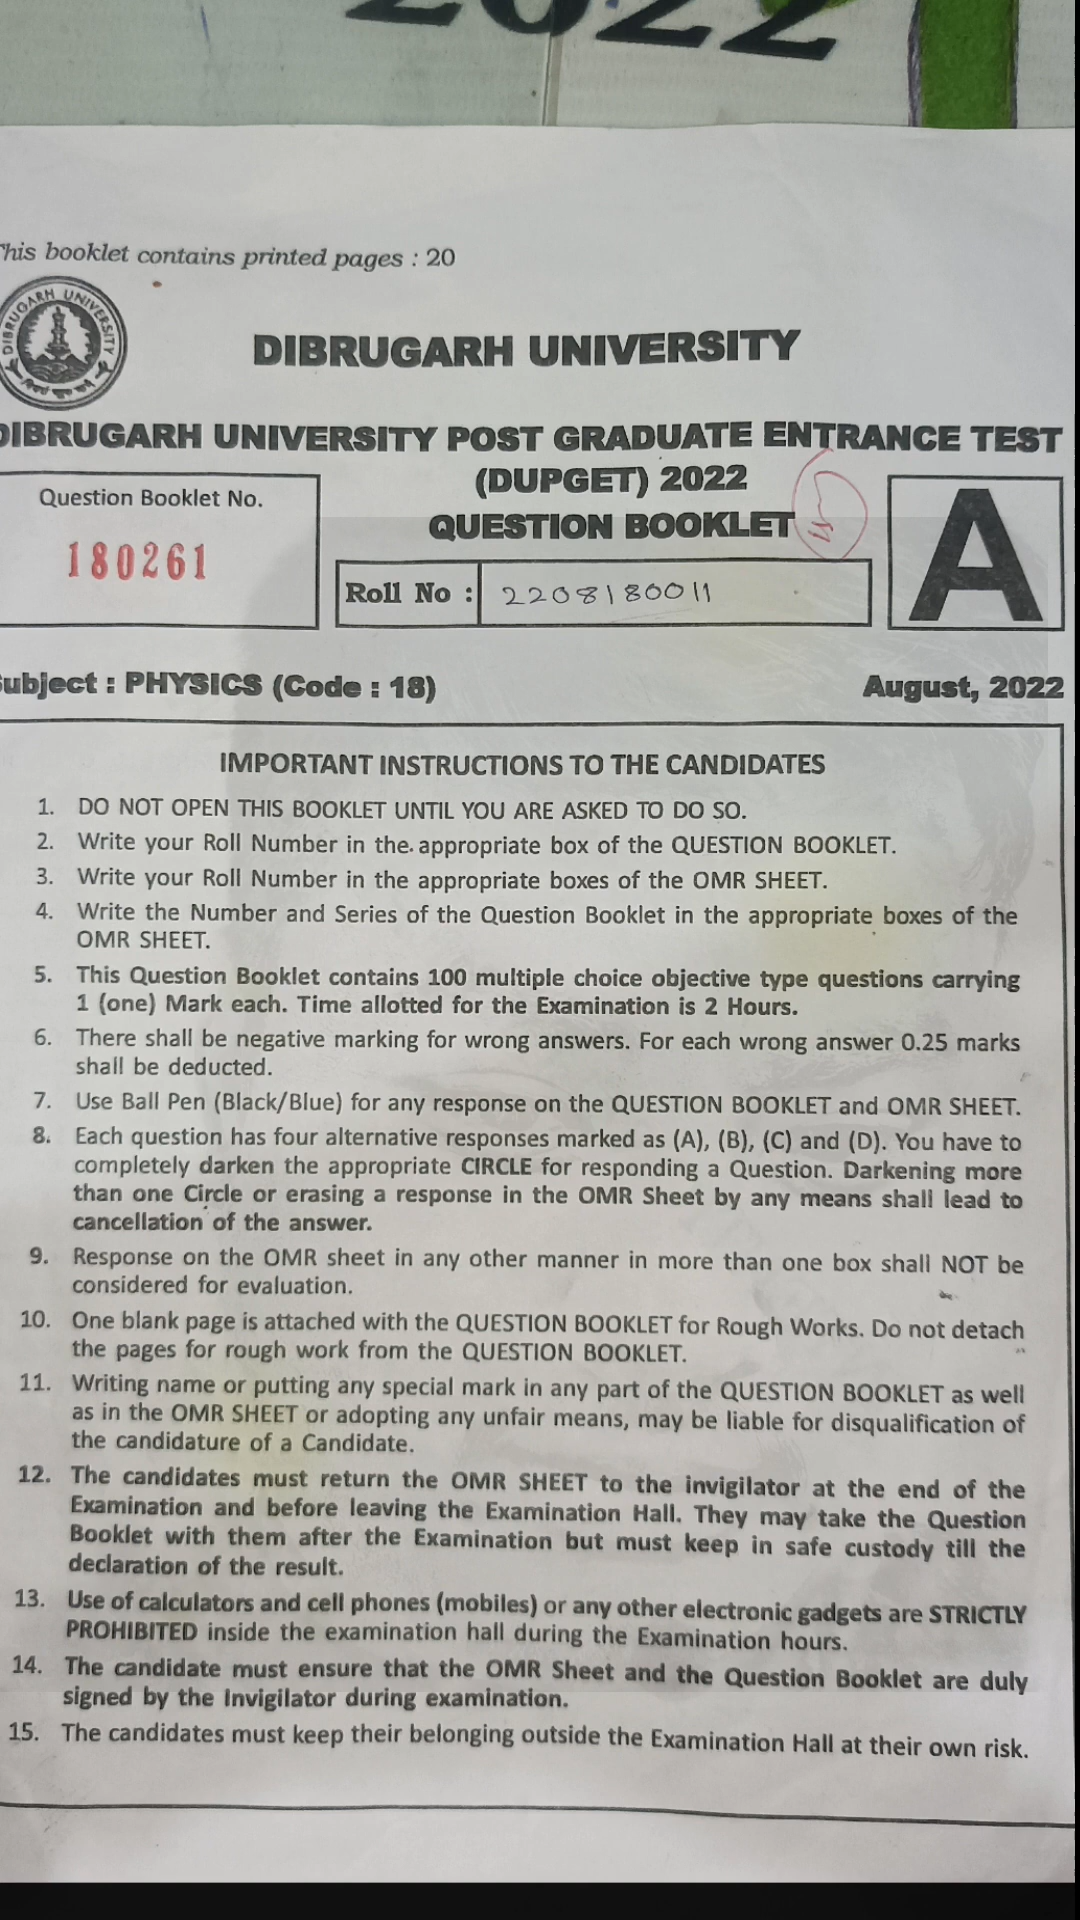 2022
This booklet contains printed pages : 20
DIBRUGARH UNIVERSITY
DIBRUGARH UNIVERSITY
DIBRUGARH UNIVERSITY POST GRADUATE ENTRANCE TEST
(DUPGET) 2022
QUESTION BOOKLET
Question Booklet No.
180261
Roll No : 2208180011
A
Subject : PHYSICS (Code : 18) August, 2022
IMPORTANT INSTRUCTIONS TO THE CANDIDATES
1. DO NOT OPEN THIS BOOKLET UNTIL YOU ARE ASKED TO DO SO.
2. Write your Roll Number in the appropriate box of the QUESTION BOOKLET.
3. Write your Roll Number in the appropriate boxes of the OMR SHEET.
4. Write the Number and Series of the Question Booklet in the appropriate boxes of the
OMR SHEET.
5. This Question Booklet contains 100 multiple choice objective type questions carrying
1 (one) Mark each. Time allotted for the Examination is 2 Hours.
6. There shall be negative marking for wrong answers. For each wrong answer 0.25 marks
shall be deducted.
7. Use Ball Pen (Black/Blue) for any response on the QUESTION BOOKLET and OMR SHEET.
8. Each question has four alternative responses marked as (A), (B), (C) and (D). You have to
completely darken the appropriate CIRCLE for responding a Question. Darkening more
than one Circle or erasing a response in the OMR Sheet by any means shall lead to
cancellation of the answer.
9. Response on the OMR sheet in any other manner in more than one box shall NOT be
considered for evaluation.
10. One blank page is attached with the QUESTION BOOKLET for Rough Works. Do not detach
the pages for rough work from the QUESTION BOOKLET.
11. Writing name or putting any special mark in any part of the QUESTION BOOKLET as well
as in the OMR SHEET or adopting any unfair means, may be liable for disqualification of
the candidature of a Candidate.
12. The candidates must return the OMR SHEET to the invigilator at the end of the
Examination and before leaving the Examination Hall. They may take the Question
Booklet with them after the Examination but must keep in safe custody till the
declaration of the result.
13. Use of calculators and cell phones (mobiles) or any other electronic gadgets are STRICTLY
PROHIBITED inside the examination hall during the Examination hours.
14. The candidate must ensure that the OMR Sheet and the Question Booklet are duly
signed by the Invigilator during examination.
15. The candidates must keep their belonging outside the Examination Hall at their own risk.